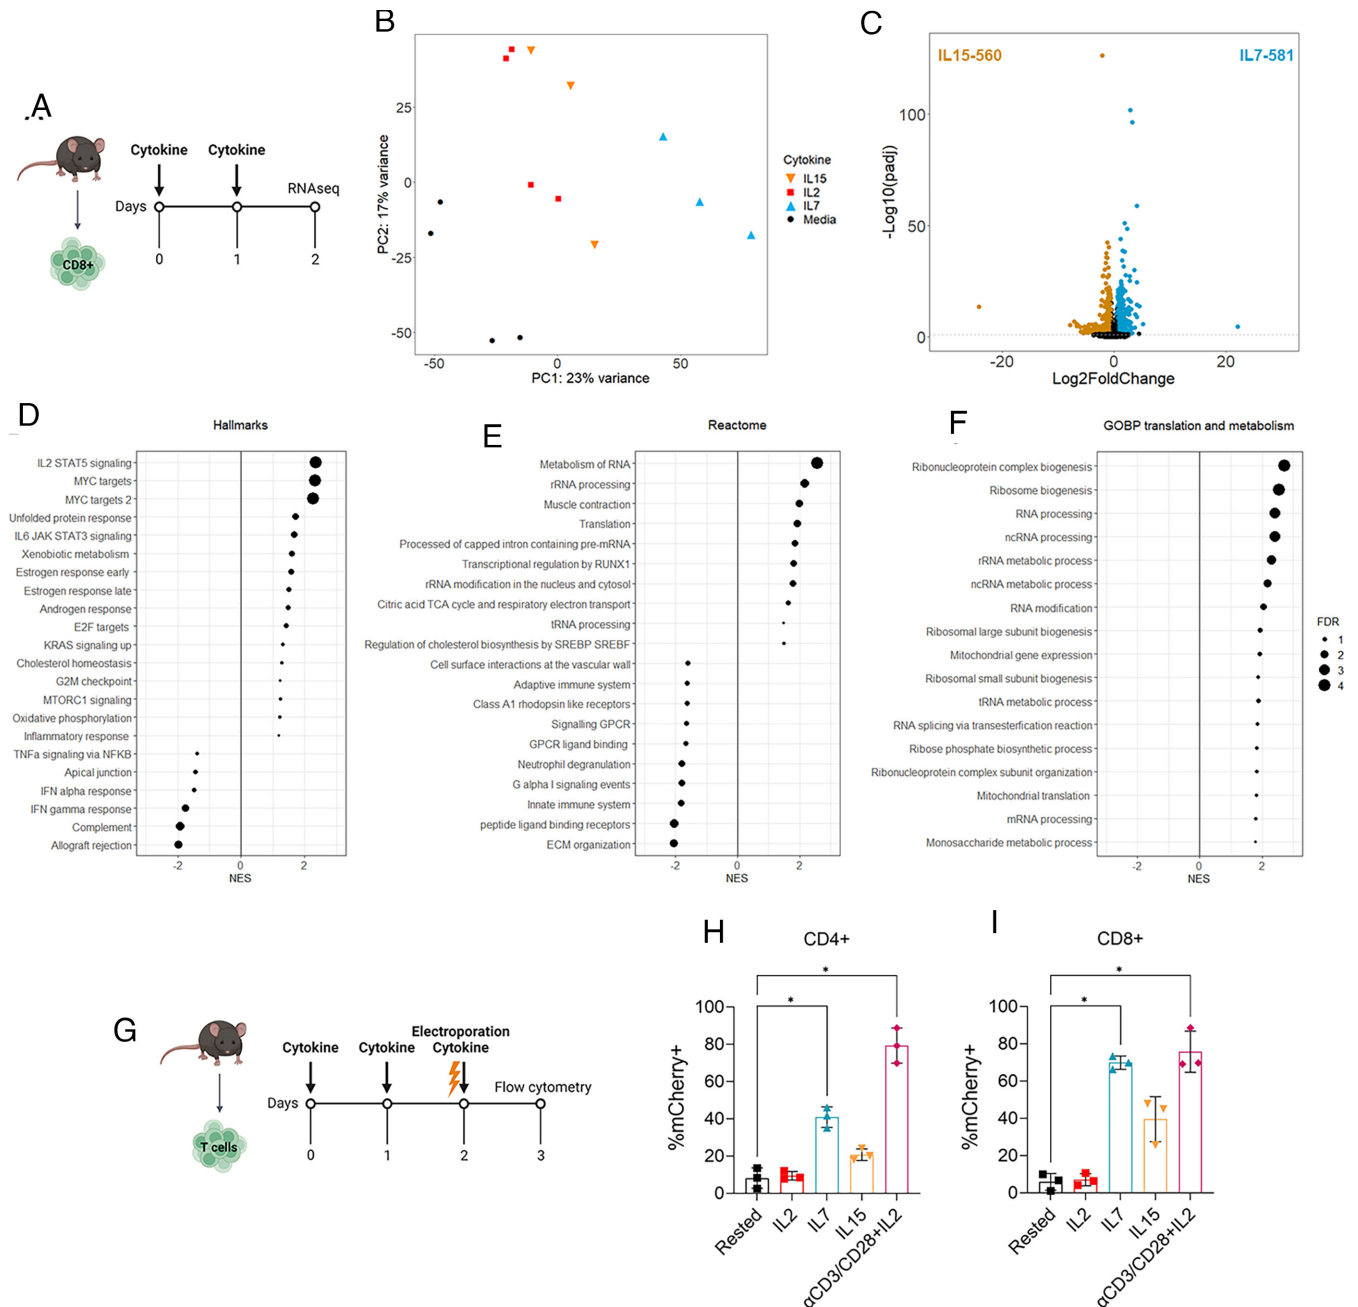 A
Cytokine Cytokine
RNAseq
Days
0 1 2
CD8+
B
PC2: 17% variance
25
0
-25
-50
-50 0 50
PC1: 23% variance
Cytokine
IL15
IL2
IL7
Media
C
IL15-560 IL7-581
-Log10(padj)
100
50
0
-20 0 20
Log2FoldChange
D
Hallmarks
IL2 STAT5 signaling
MYC targets
MYC targets 2
Unfolded protein response
IL6 JAK STAT3 signaling
Xenobiotic metabolism
Estrogen response early
Estrogen response late
Androgen response
E2F targets
KRAS signaling up
Cholesterol homeostasis
G2M checkpoint
MTORC1 signaling
Oxidative phosphorylation
Inflammatory response
TNFa signaling via NFKB
Apical junction
IFN alpha response
IFN gamma response
Complement
Allograft rejection
-2 0 2
NES
E
Reactome
Metabolism of RNA
rRNA processing
Muscle contraction
Translation
Processed of capped intron containing pre-mRNA
Transcriptional regulation by RUNX1
rRNA modification in the nucleus and cytosol
Citric acid TCA cycle and respiratory electron transport
tRNA processing
Regulation of cholesterol biosynthesis by SREBP SREBF
Cell surface interactions at the vascular wall
Adaptive immune system
Class A1 rhodopsin like receptors
Signalling GPCR
GPCR ligand binding
Neutrophil degranulation
G alpha I signaling events
Innate immune system
peptide ligand binding receptors
ECM organization
-2 0 2
NES
F
GOBP translation and metabolism
Ribonucleoprotein complex biogenesis
Ribosome biogenesis
RNA processing
ncRNA processing
rRNA metabolic process
ncRNA metabolic process
RNA modification
Ribosomal large subunit biogenesis
Mitochondrial gene expression
Ribosomal small subunit biogenesis
tRNA metabolic process
RNA splicing via transesterfication reaction
Ribose phosphate biosynthetic process
Ribonucleoprotein complex subunit organization
Mitochondrial translation
mRNA processing
Monosaccharide metabolic process
-2 0 2
NES
FDR
1
2
3
4
G
Electroporation
Cytokine Cytokine Cytokine
Flow cytometry
Days
0 1 2 3
T cells
H
CD4+
*
*
%mCherry+
100
80
60
40
20
0
Rested IL2 IL7 IL15 αCD3/CD28+IL2
I
CD8+
*
*
%mCherry+
100
80
60
40
20
0
Rested IL2 IL7 IL15 αCD3/CD28+IL2